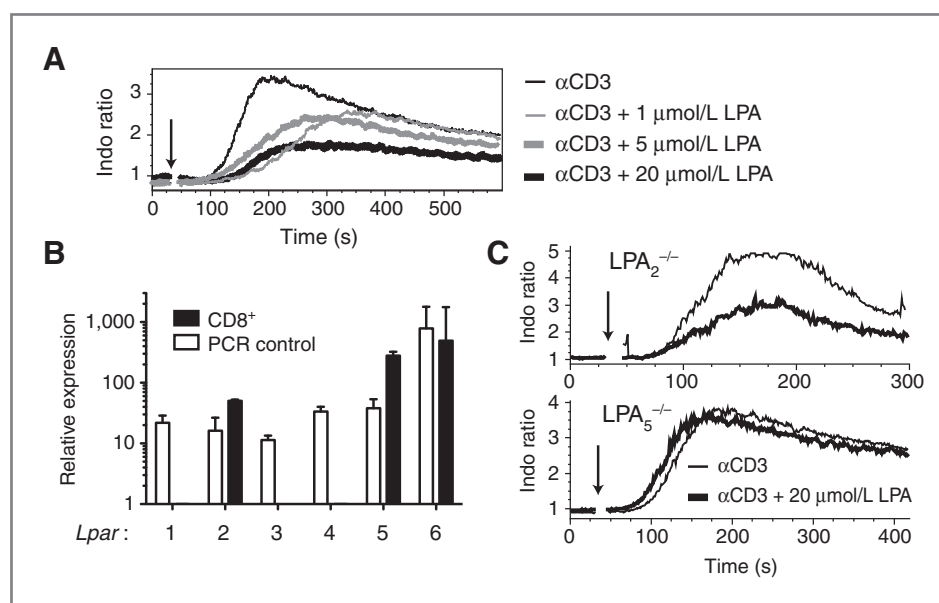 A
3
2
1
Indo ratio
0 100 200 300 400 500
Time (s)
αCD3
αCD3 + 1 μmol/L LPA
αCD3 + 5 μmol/L LPA
αCD3 + 20 μmol/L LPA
B
Relative expression
1,000
100
10
1
CD8⁺
PCR control
Lpar : 1 2 3 4 5 6
C
LPA₂⁻/⁻
Indo ratio
5
4
3
2
1
0 100 200 300
LPA₅⁻/⁻
Indo ratio
4
3
2
1
αCD3
αCD3 + 20 μmol/L LPA
0 100 200 300 400
Time (s)